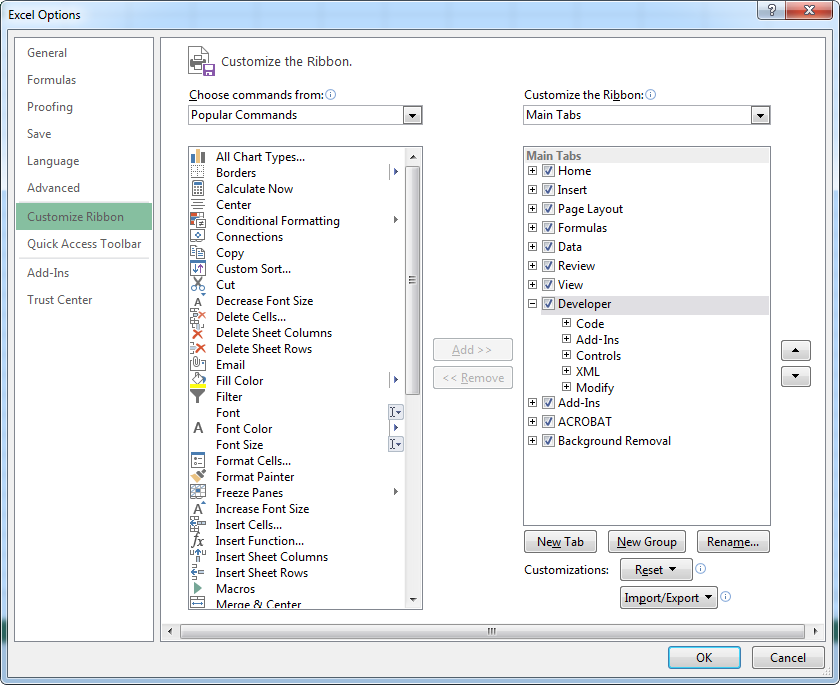 Excel Options
General
Formulas
Proofing
Save
Language
Advanced
Customize Ribbon
Quick Access Toolbar
Add-Ins
Trust Center
Customize the Ribbon.
Choose commands from:
Popular Commands
All Chart Types...
Borders
Calculate Now
Center
Conditional Formatting
Connections
Copy
Custom Sort...
Cut
Decrease Font Size
Delete Cells...
Delete Sheet Columns
Delete Sheet Rows
Email
Fill Color
Filter
Font
Font Color
Font Size
Format Cells...
Format Painter
Freeze Panes
Increase Font Size
Insert Cells...
Insert Function...
Insert Sheet Columns
Insert Sheet Rows
Macros
Merge & Center
Add >>
<< Remove
Customize the Ribbon:
Main Tabs
Main Tabs
Home
Insert
Page Layout
Formulas
Data
Review
View
Developer
Code
Add-Ins
Controls
XML
Modify
Add-Ins
ACROBAT
Background Removal
New Tab
New Group
Rename...
Customizations:
Reset
Import/Export
OK
Cancel